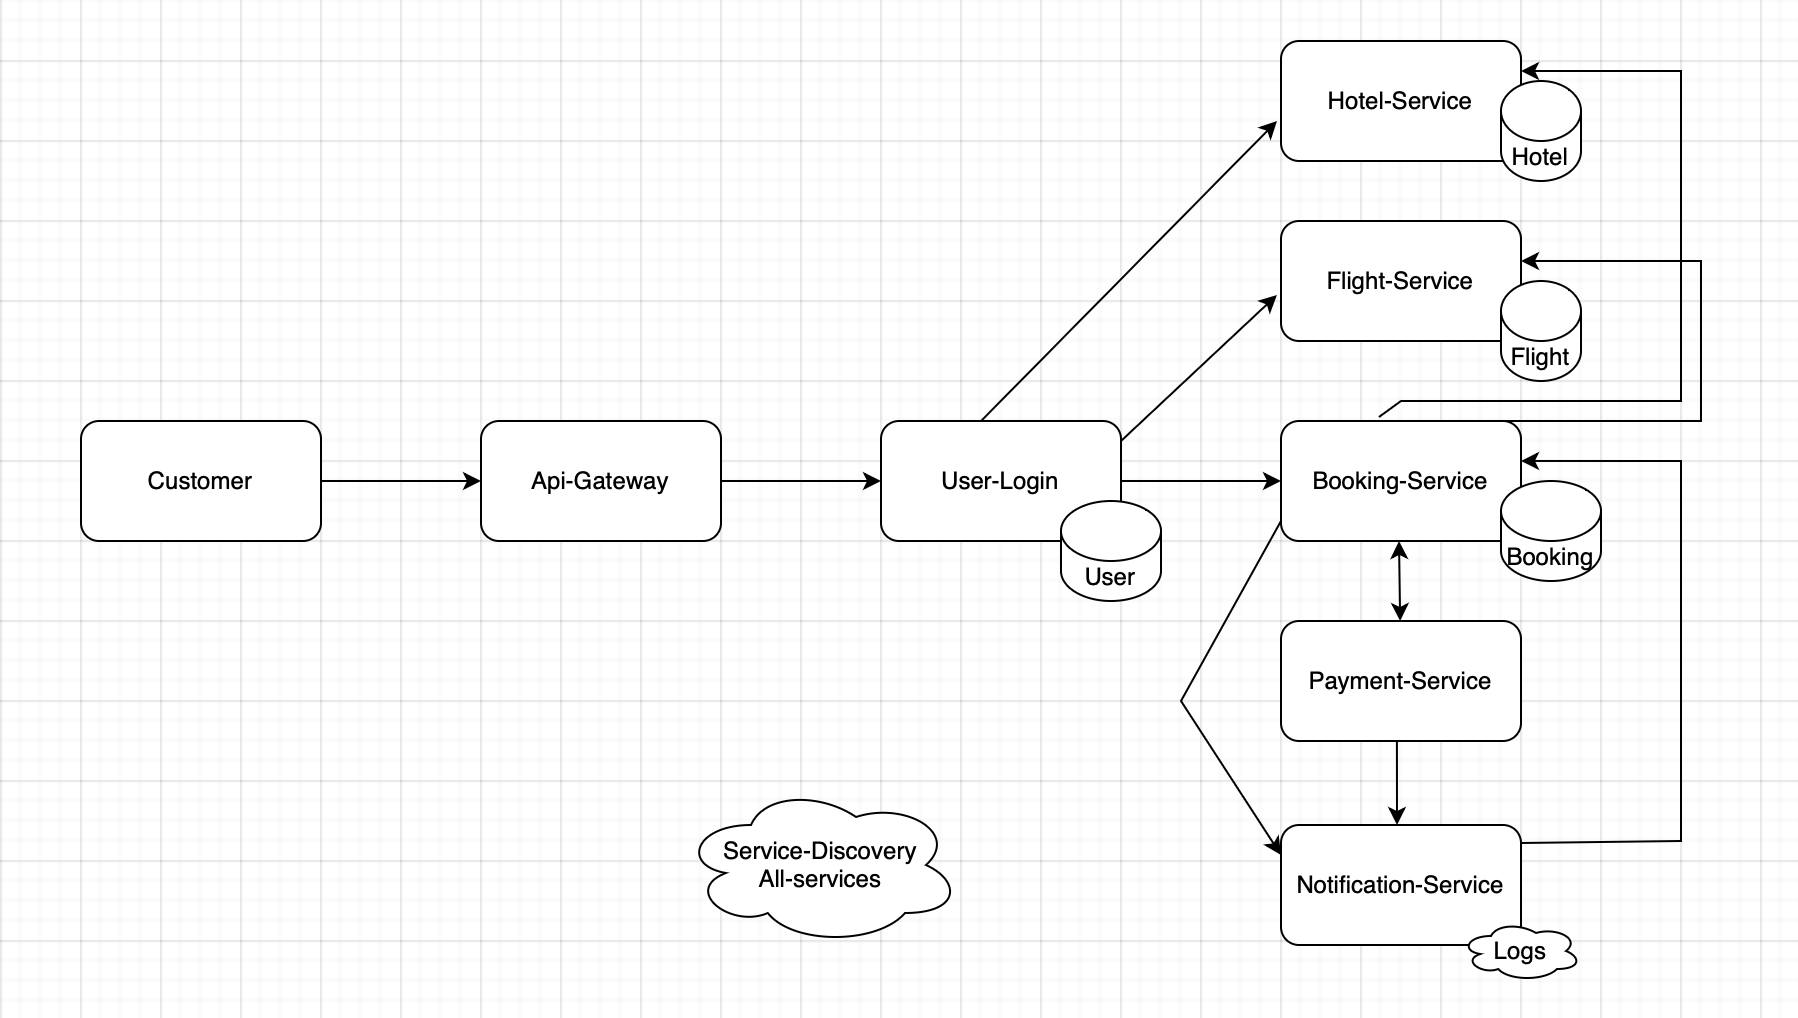 Hotel-Service
Hotel
Flight-Service
Flight
Customer
Api-Gateway
User-Login
User
Booking-Service
Booking
Payment-Service
Service-Discovery
All-services
Notification-Service
Logs